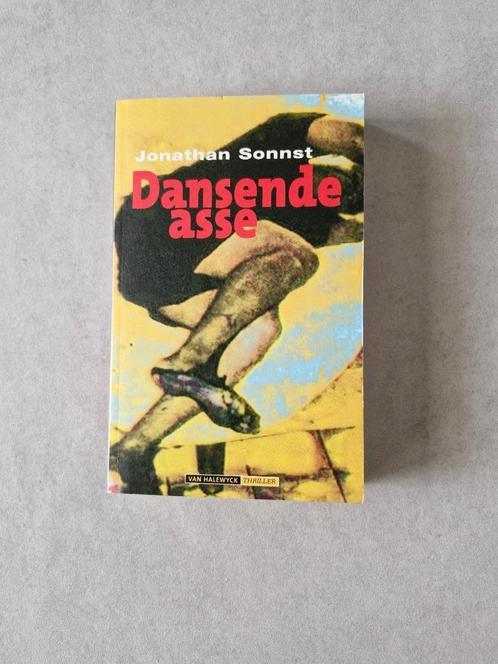 Jonathan Sonnst
Dansende
asse
VAN HALEWYCK THRILLER